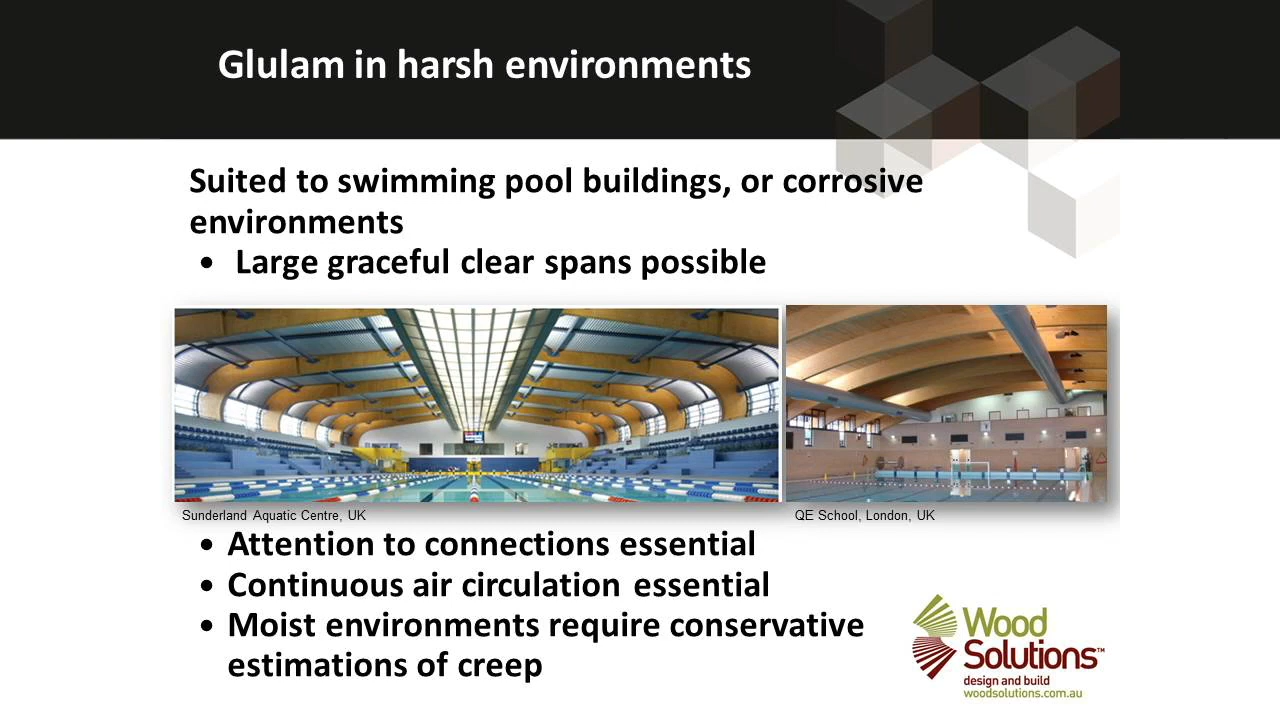 Glulam in harsh environments
Suited to swimming pool buildings, or corrosive
environments
• Large graceful clear spans possible
Sunderland Aquatic Centre, UK
QE School, London, UK
• Attention to connections essential
• Continuous air circulation essential
• Moist environments require conservative
estimations of creep
Wood
Solutions™
design and build
woodsolutions.com.au